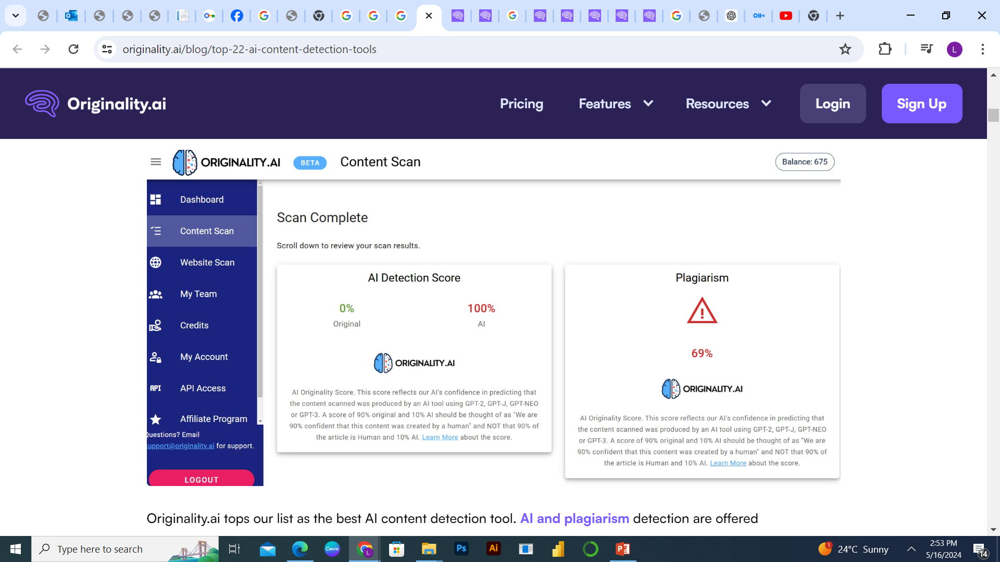 originality.ai/blog/top-22-ai-content-detection-tools
L
Originality.ai
Pricing
Features
Resources
Login
Sign Up
ORIGINALITY.AI
BETA
Content Scan
Balance: 675
Dashboard
Content Scan
Website Scan
My Team
Credits
My Account
API
API Access
Affiliate Program
Questions? Email
support@originality.ai for support.
LOGOUT
Scan Complete
Scroll down to review your scan results.
AI Detection Score
0%
Original
100%
AI
ORIGINALITY.AI
AI Originality Score. This score reflects our AI's confidence in predicting that
the content scanned was produced by an AI tool using GPT-2, GPT-J, GPT-NEO
or GPT-3. A score of 90% original and 10% AI should be thought of as "We are
90% confident that this content was created by a human" and NOT that 90% of
the article is Human and 10% AI. Learn More about the score.
Plagiarism
69%
ORIGINALITY.AI
AI Originality Score. This score reflects our AI's confidence in predicting that
the content scanned was produced by an AI tool using GPT-2, GPT-J, GPT-NEO
or GPT-3. A score of 90% original and 10% AI should be thought of as "We are
90% confident that this content was created by a human" and NOT that 90% of
the article is Human and 10% AI. Learn More about the score.
Originality.ai tops our list as the best AI content detection tool. AI and plagiarism detection are offered
Type here to search
Canva
L
Ps
Ai
P
1
24°C Sunny
2:53 PM
5/16/2024
14